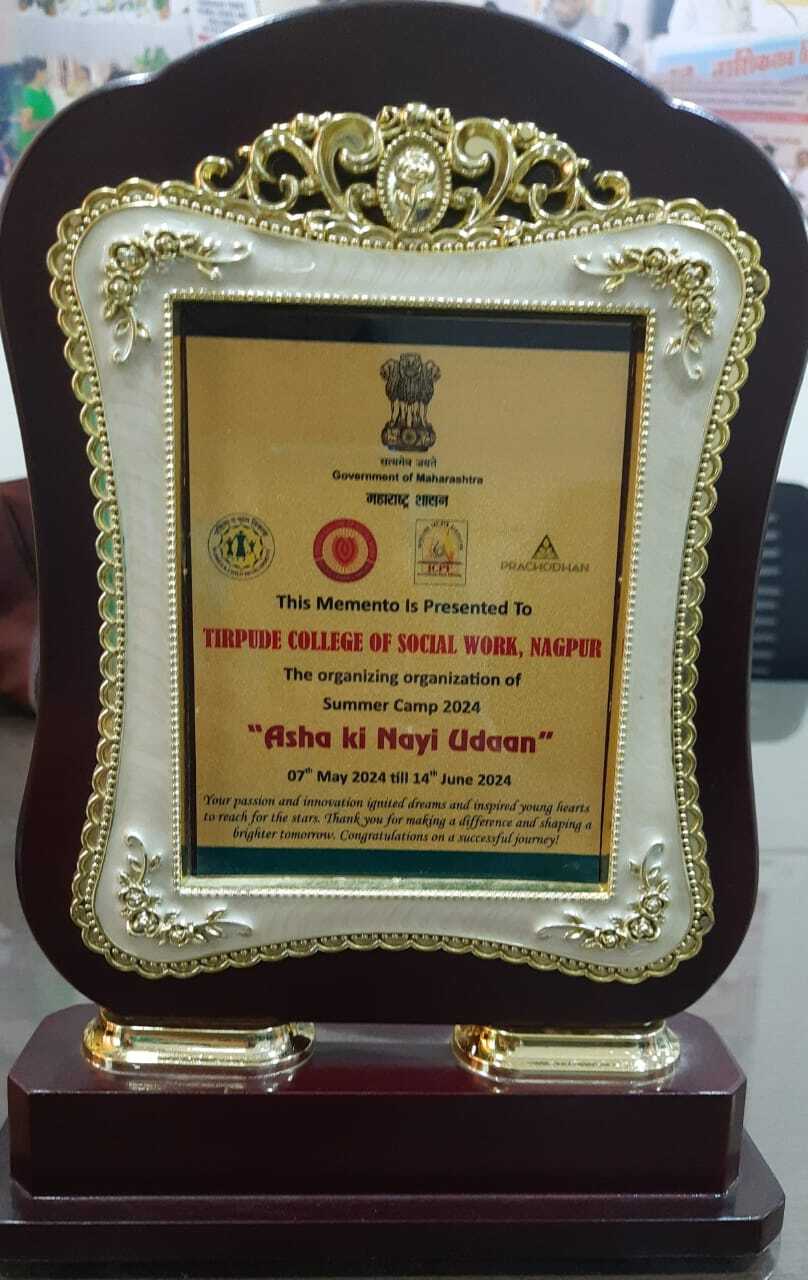 सत्यमेव जयते
Government of Maharashtra
महाराष्ट्र शासन
PRACHODHAN
This Memento Is Presented To
TIRPUDE COLLEGE OF SOCIAL WORK, NAGPUR
The organizing organization of
Summer Camp 2024
"Asha ki Nayi Udaan"
07th May 2024 till 14th June 2024
Your passion and innovation ignited dreams and inspired young hearts
to reach for the stars. Thank you for making a difference and shaping a
brighter tomorrow. Congratulations on a successful journey!